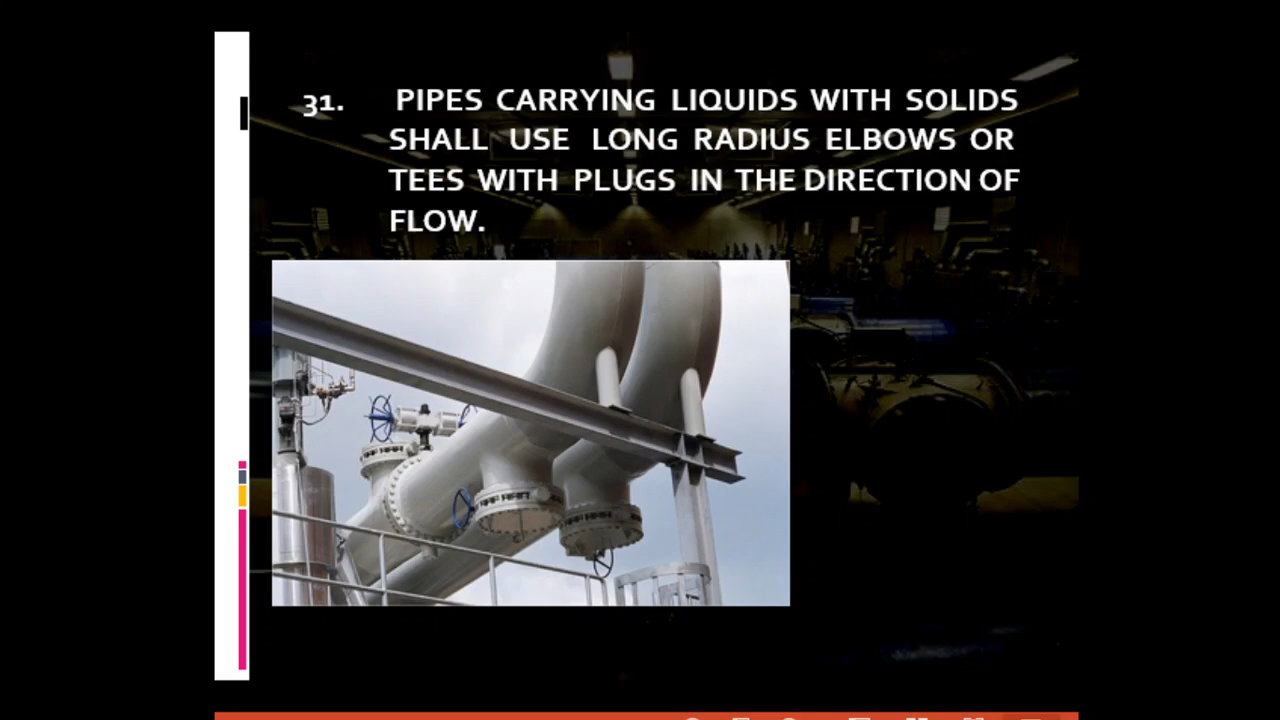 31. PIPES CARRYING LIQUIDS WITH SOLIDS
SHALL USE LONG RADIUS ELBOWS OR
TEES WITH PLUGS IN THE DIRECTION OF
FLOW.